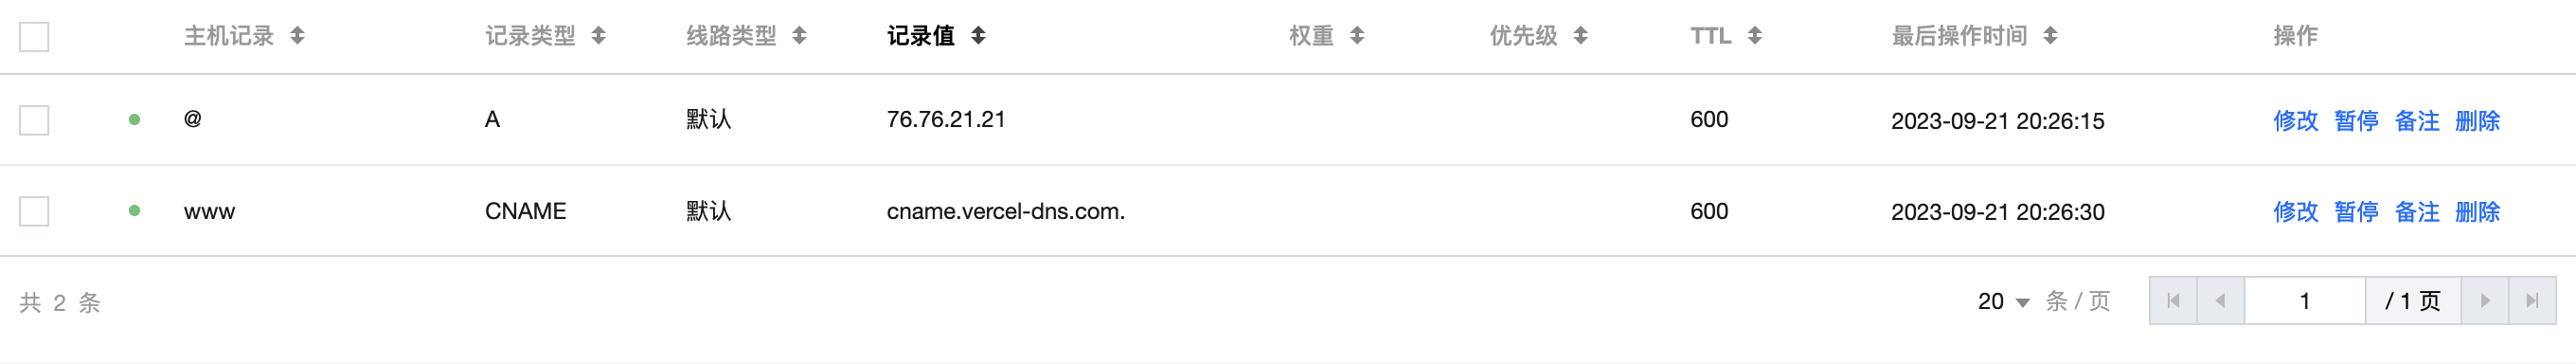 主机记录 记录类型 线路类型 记录值 权重 优先级 TTL 最后操作时间 操作
@ A 默认 76.76.21.21 600 2023-09-21 20:26:15 修改 暂停 备注 删除
www CNAME 默认 cname.vercel-dns.com. 600 2023-09-21 20:26:30 修改 暂停 备注 删除
共 2 条 20 条 / 页 1 / 1 页